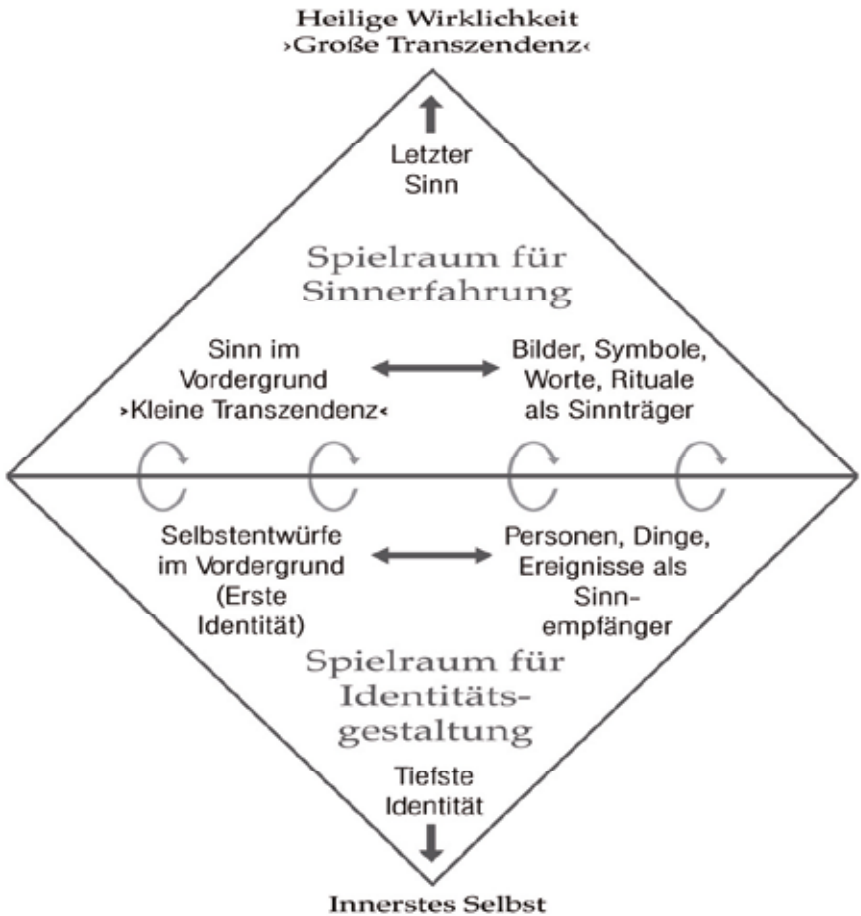 Heilige Wirklichkeit
›Große Transzendenz‹
Letzter
Sinn
Spielraum für
Sinnerfahrung
Sinn im
Vordergrund
›Kleine Transzendenz‹
Bilder, Symbole,
Worte, Rituale
als Sinnträger
Selbstentwürfe
im Vordergrund
(Erste
Identität)
Personen, Dinge,
Ereignisse als
Sinn-
empfänger
Spielraum für
Identitäts-
gestaltung
Tiefste
Identität
Innerstes Selbst